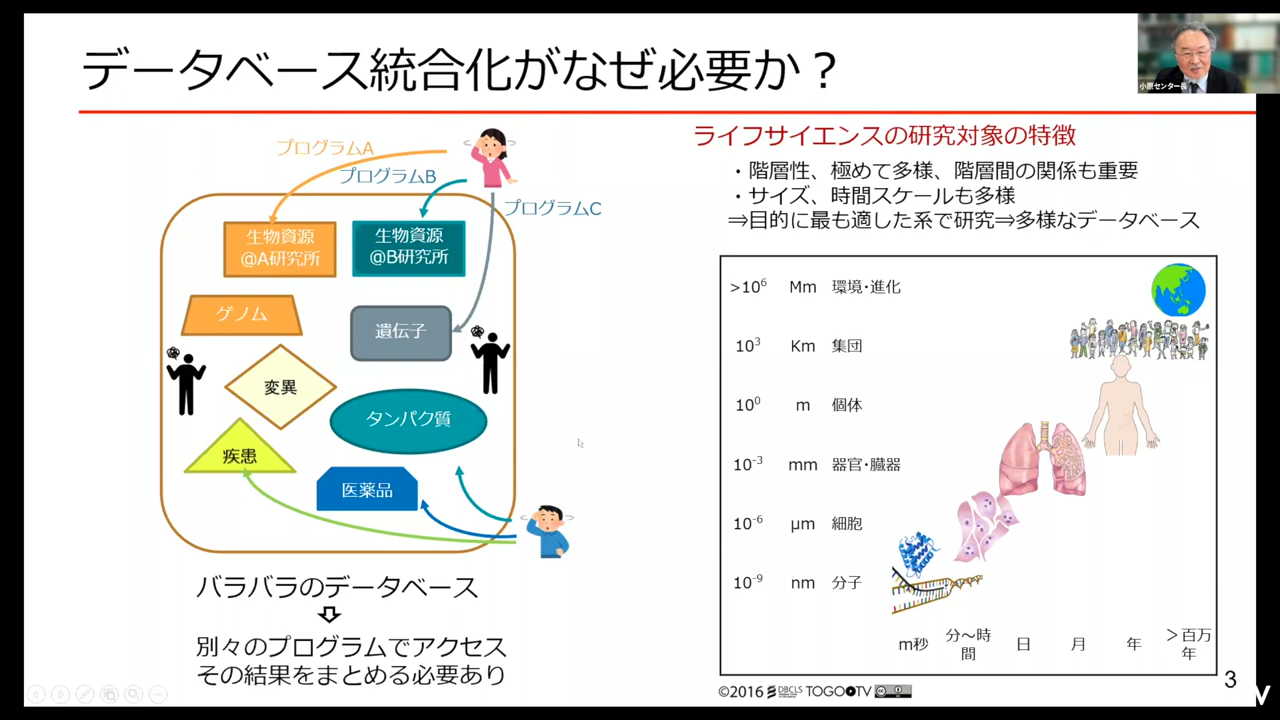 データベース統合化がなぜ必要か？
小原センター長
プログラムA
プログラムB
プログラムC
生物資源
@A研究所
生物資源
@B研究所
ゲノム
遺伝子
変異
タンパク質
疾患
医薬品
バラバラのデータベース
⇩
別々のプログラムでアクセス
その結果をまとめる必要あり
ライフサイエンスの研究対象の特徴
・階層性、極めて多様、階層間の関係も重要
・サイズ、時間スケールも多様
⇒目的に最も適した系で研究⇒多様なデータベース
>10⁶ Mm 環境・進化
10³ Km 集団
10⁰ m 個体
10⁻³ mm 器官・臓器
10⁻⁶ μm 細胞
10⁻⁹ nm 分子
m秒 分～時間 日 月 年 ＞百万年
©2016 DBCLS TOGOTV
3